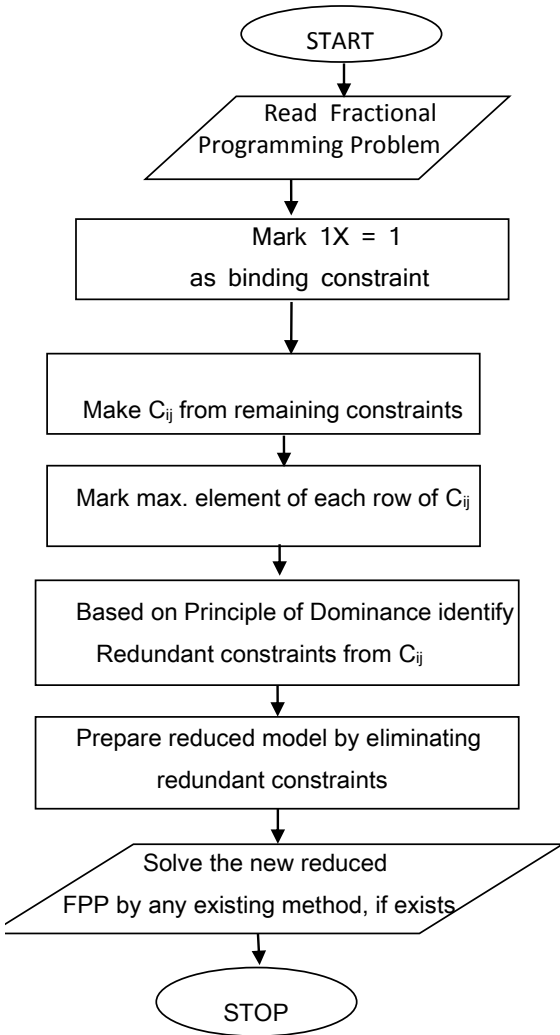 START
Read Fractional
Programming Problem
Mark 1X = 1
as binding constraint
Make Cij from remaining constraints
Mark max. element of each row of Cij
Based on Principle of Dominance identify
Redundant constraints from Cij
Prepare reduced model by eliminating
redundant constraints
Solve the new reduced
FPP by any existing method, if exists
STOP